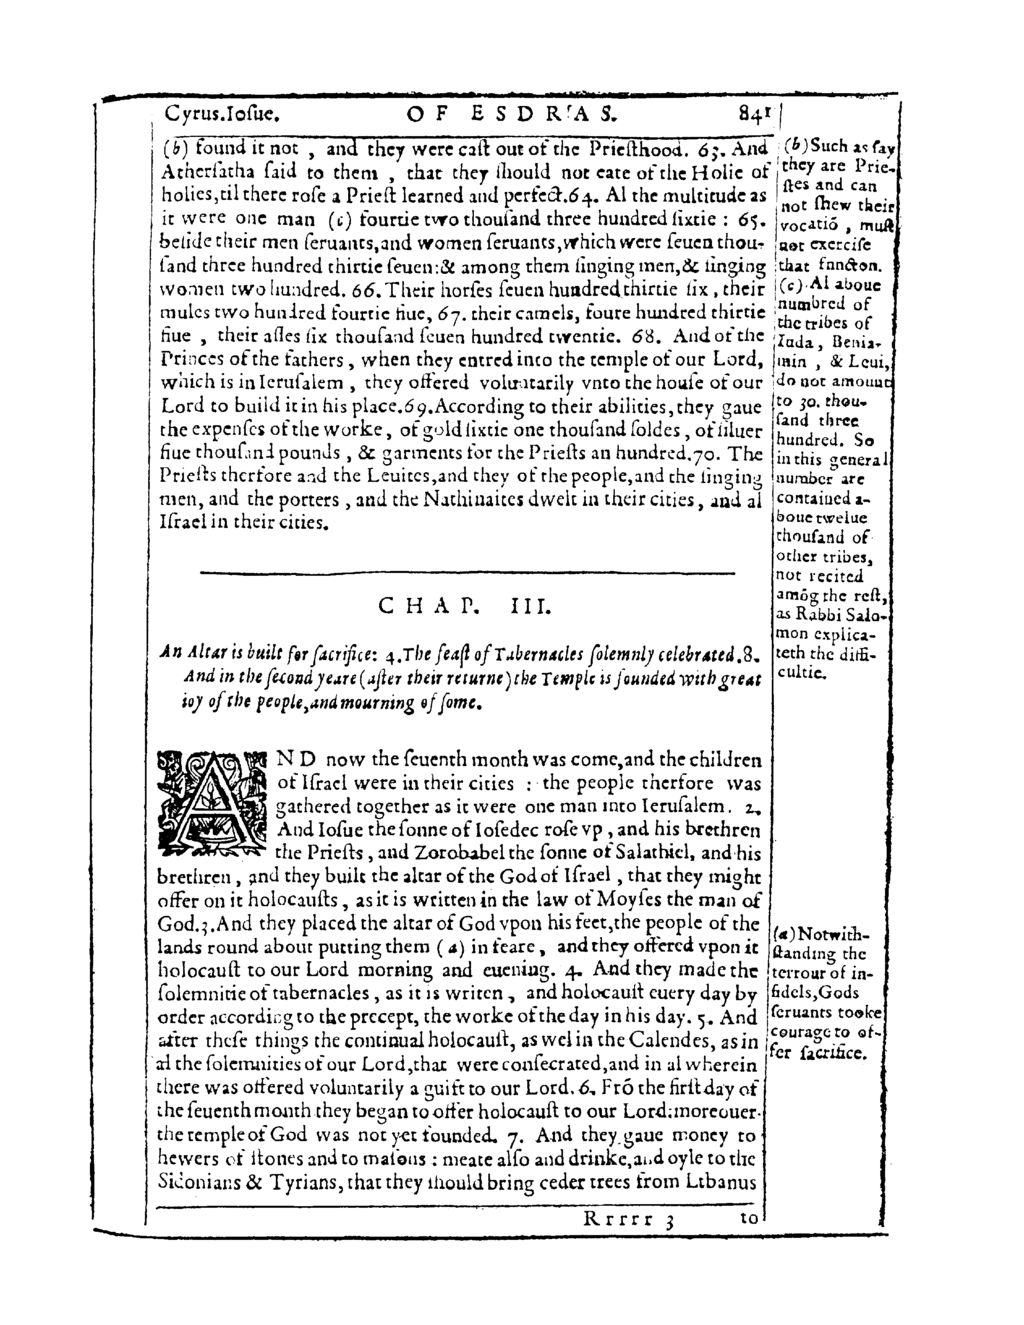 Cyrus.Ioſue. OF ESDRAS. 841
(b) found it not , and they were caſt out of the Prieſthood. 63. And
Atherſatha ſaid to them , that they ſhould not eate of the Holie of
holies,til there roſe a Prieſt learned and perfect.64. Al the multitude as
it were one man (c) fourtie two thouſand three hundred ſixtie : 65.
beſide their men ſeruants,and women ſeruants,which were ſeuen thou-
ſand three hundred thirtie ſeuen:& among them ſinging men,& ſinging
women two hundred. 66. Their horſes ſeuen hundred thirtie ſix , their
mules two hundred fourtie fiue, 67. their camels, foure hundred thirtie
fiue , their aſſes ſix thouſand ſeuen hundred twentie. 68. And of the
Princes of the fathers , when they entred into the temple of our Lord,
which is in Ieruſalem , they offered voluntarily vnto the houſe of our
Lord to build it in his place.69.According to their abilities,they gaue
the expenſes of the worke , of gold ſixtie one thouſand ſoldes , of ſiluer
fiue thouſand pounds , & garments for the Prieſts an hundred.70. The
Prieſts therfore and the Leuites,and they of the people,and the ſinging
men, and the porters , and the Nathinaites dwelt in their cities, and al
Iſrael in their cities.
(b)Such as ſay
they are Prie-
ſtes and can
not ſhew their
vocatiō , muſt
not exerciſe
that function.
(c) Al aboue
numbred of
the tribes of
Iuda, Benia-
min , & Leui,
do not amount
to 30. thou-
ſand three
hundred. So
in this general
number are
contained a-
boue twelue
thouſand of
other tribes,
not recited
amōg the reſt,
as Rabbi Salo-
mon explica-
teth the diffi-
cultie.
CHAP. III.
An Altar is built for ſacrifice: 4.The feaſt of Tabernacles ſolemnly celebrated.8.
And in the ſecond yeare (after their returne) the Temple is founded with great
ioy of the people,and mourning of ſome.
AND now the ſeuenth month was come,and the children
of Iſrael were in their cities : the people therfore was
gathered together as it were one man into Ieruſalem. 2.
And Ioſue the ſonne of Ioſedec roſe vp , and his brethren
the Prieſts , and Zorobabel the ſonne of Salathiel, and his
brethren , and they built the altar of the God of Iſrael , that they might
offer on it holocauſts , as it is written in the law of Moyſes the man of
God.3.And they placed the altar of God vpon his feet,the people of the
lands round about putting them (a) in feare , and they offered vpon it
holocauſt to our Lord morning and euening. 4. And they made the
ſolemnitie of tabernacles , as it is writen , and holocauſt euery day by
order according to the precept, the worke of the day in his day. 5. And
after theſe things the continual holocauſt, as wel in the Calendes, as in
al the ſolemnities of our Lord,that were conſecrated,and in al wherein
there was offered voluntarily a guift to our Lord. 6. Frō the firſt day of
the ſeuenth month they began to offer holocauſt to our Lord:moreouer
the temple of God was not yet founded. 7. And they gaue money to
hewers of ſtones and to maſons : meate alſo and drinke,and oyle to the
Sidonians & Tyrians, that they ſhould bring ceder trees from Libanus
(a)Notwith-
ſtanding the
terrour of in-
fidels,Gods
ſeruants tooke
courage to of-
fer ſacrifice.
Rrrrr 3 to